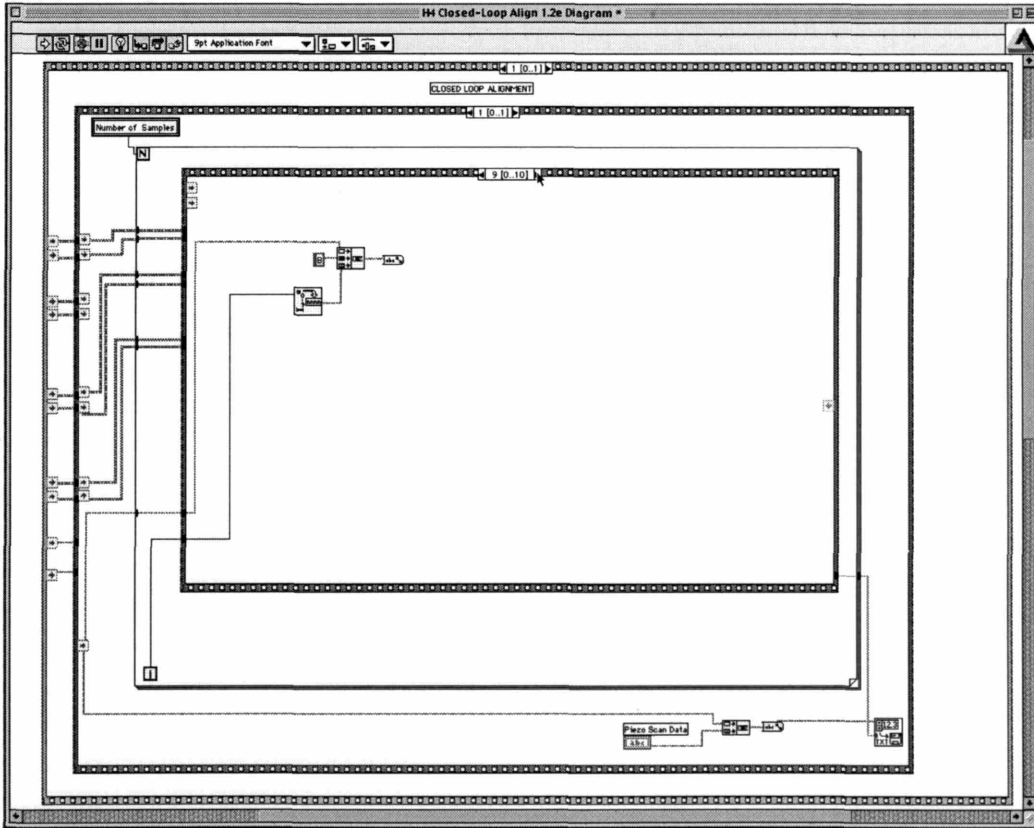 H4 Closed-Loop Align 1.2e Diagram *
9pt Application Font
1 [0..1]
CLOSED LOOP ALIGNMENT
1 [0..1]
Number of Samples
N
9 [0..10]
i
Piezo Scan Data
abc